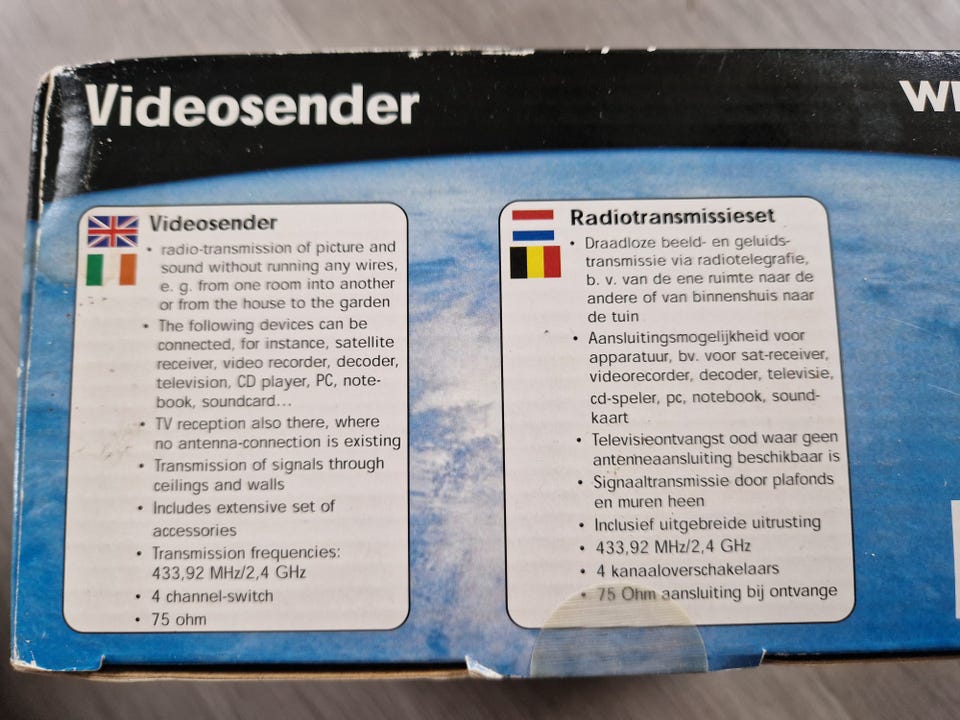 Videosender
Videosender
• radio-transmission of picture and
sound without running any wires,
e. g. from one room into another
or from the house to the garden
• The following devices can be
connected, for instance, satellite
receiver, video recorder, decoder,
television, CD player, PC, note-
book, soundcard...
• TV reception also there, where
no antenna-connection is existing
• Transmission of signals through
ceilings and walls
• Includes extensive set of
accessories
• Transmission frequencies:
433,92 MHz/2,4 GHz
• 4 channel-switch
• 75 ohm
Radiotransmissieset
• Draadloze beeld- en geluids-
transmissie via radiotelegrafie,
b. v. van de ene ruimte naar de
andere of van binnenshuis naar
de tuin
• Aansluitingsmogelijkheid voor
apparatuur, bv. voor sat-receiver,
videorecorder, decoder, televisie,
cd-speler, pc, notebook, sound-
kaart
• Televisieontvangst ood waar geen
antenneaansluiting beschikbaar is
• Signaaltransmissie door plafonds
en muren heen
• Inclusief uitgebreide uitrusting
• 433,92 MHz/2,4 GHz
• 4 kanaaloverschakelaars
• 75 Ohm aansluiting bij ontvange